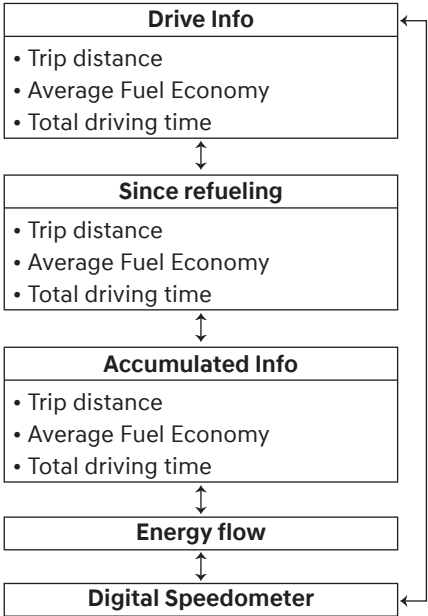 Drive Info
• Trip distance
• Average Fuel Economy
• Total driving time
Since refueling
• Trip distance
• Average Fuel Economy
• Total driving time
Accumulated Info
• Trip distance
• Average Fuel Economy
• Total driving time
Energy flow
Digital Speedometer